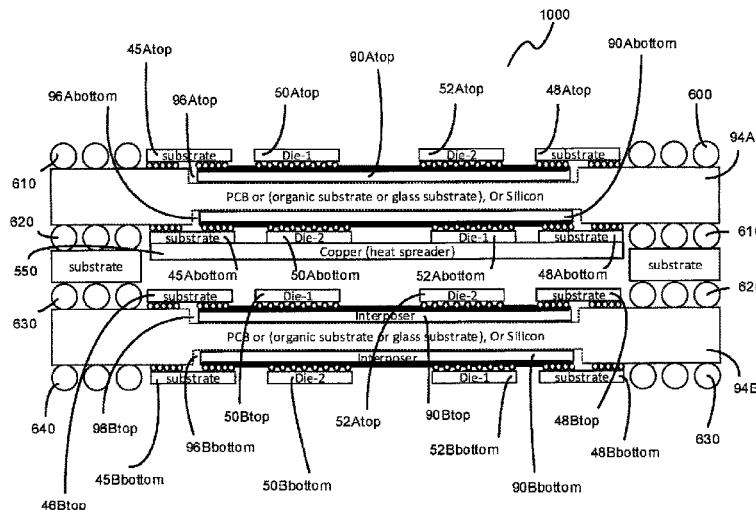 1000
45Atop
90Atop
90Abottom
96Abottom
50Atop
52Atop
48Atop
96Atop
600
94A
substrate
Die-1
Die-2
substrate
610
PCB or (organic substrate or glass substrate), Or Silicon
620
610
substrate
Die-2
Die-1
substrate
Copper (heat spreader)
550
substrate
45Abottom
50Abottom
52Abottom
48Abottom
substrate
620
substrate
Die-1
Die-2
substrate
630
Interposer
PCB or (organic substrate or glass substrate), Or Silicon
Interposer
94B
substrate
Die-2
Die-1
substrate
640
98Btop
96Bbottom
50Btop
52Atop
90Btop
48Btop
630
45Bbottom
50Bbottom
52Bbottom
48Bbottom
46Btop
90Bbottom